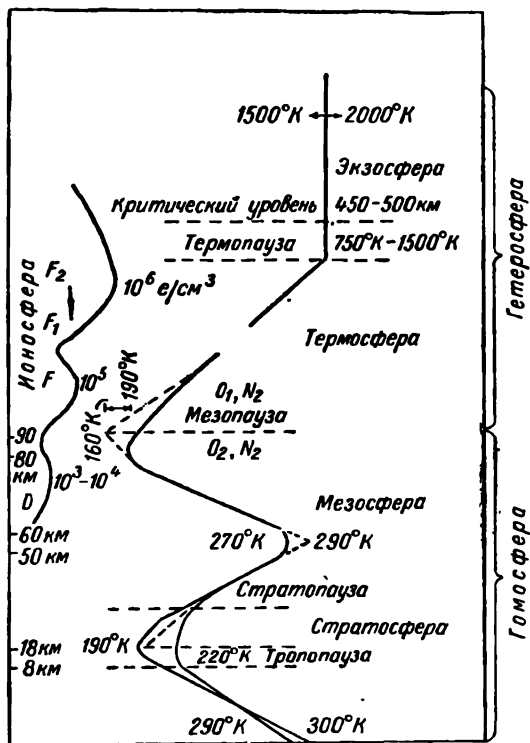 1500°К 2000°К
Экзосфера
Критический уровень 450-500км
Термопауза 750°К-1500°К
Гетеросфера
10⁶ е/см³
F₂
F₁
Ионосфера
Термосфера
F 10⁵
160°К 190°К
O₁, N₂
Мезопауза
O₂, N₂
90
80
км
10³-10⁴
D
Мезосфера
60 км
50 км
270°К 290°К
Гомосфера
Стратопауза
Стратосфера
18км 190°К
220°К Тропопауза
8км
290°К 300°К